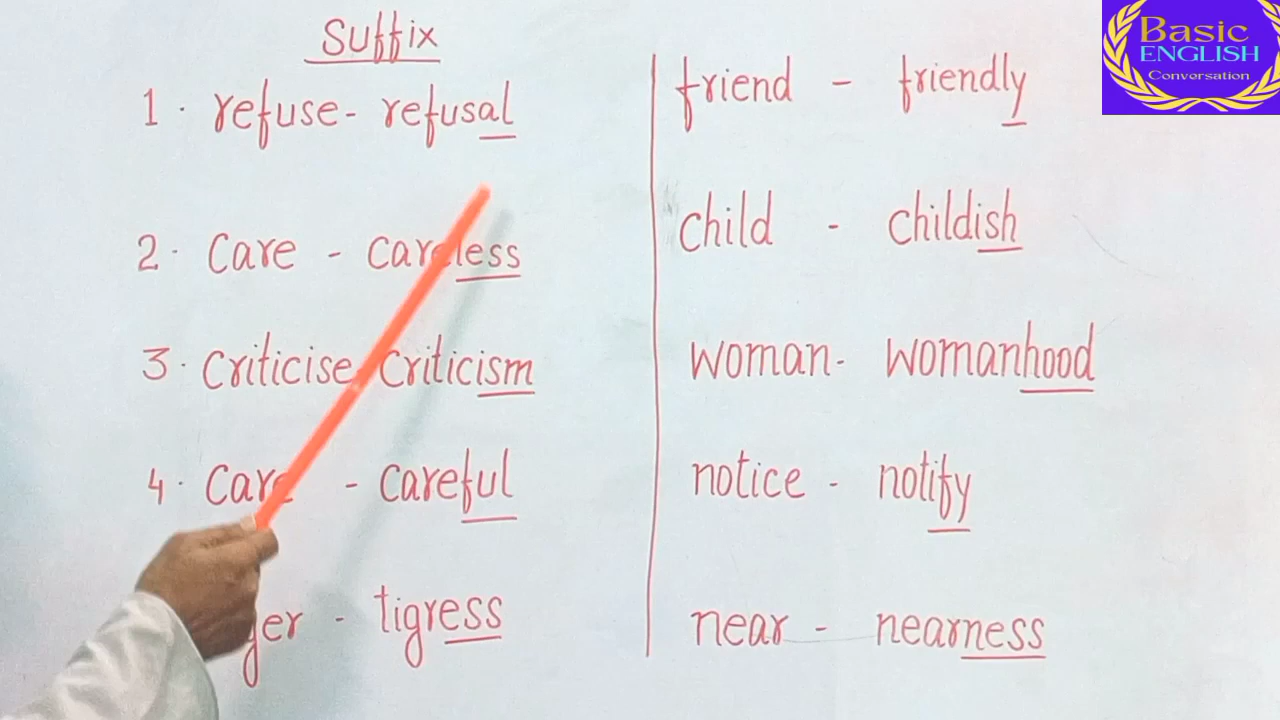 Suffix
1. refuse - refusal
2. Care - Careless
3. Criticise - Criticism
4. Care - Careful
- tigress
friend - friendly
child - childish
woman - womanhood
notice - notify
near - nearness
Basic
ENGLISH
Conversation